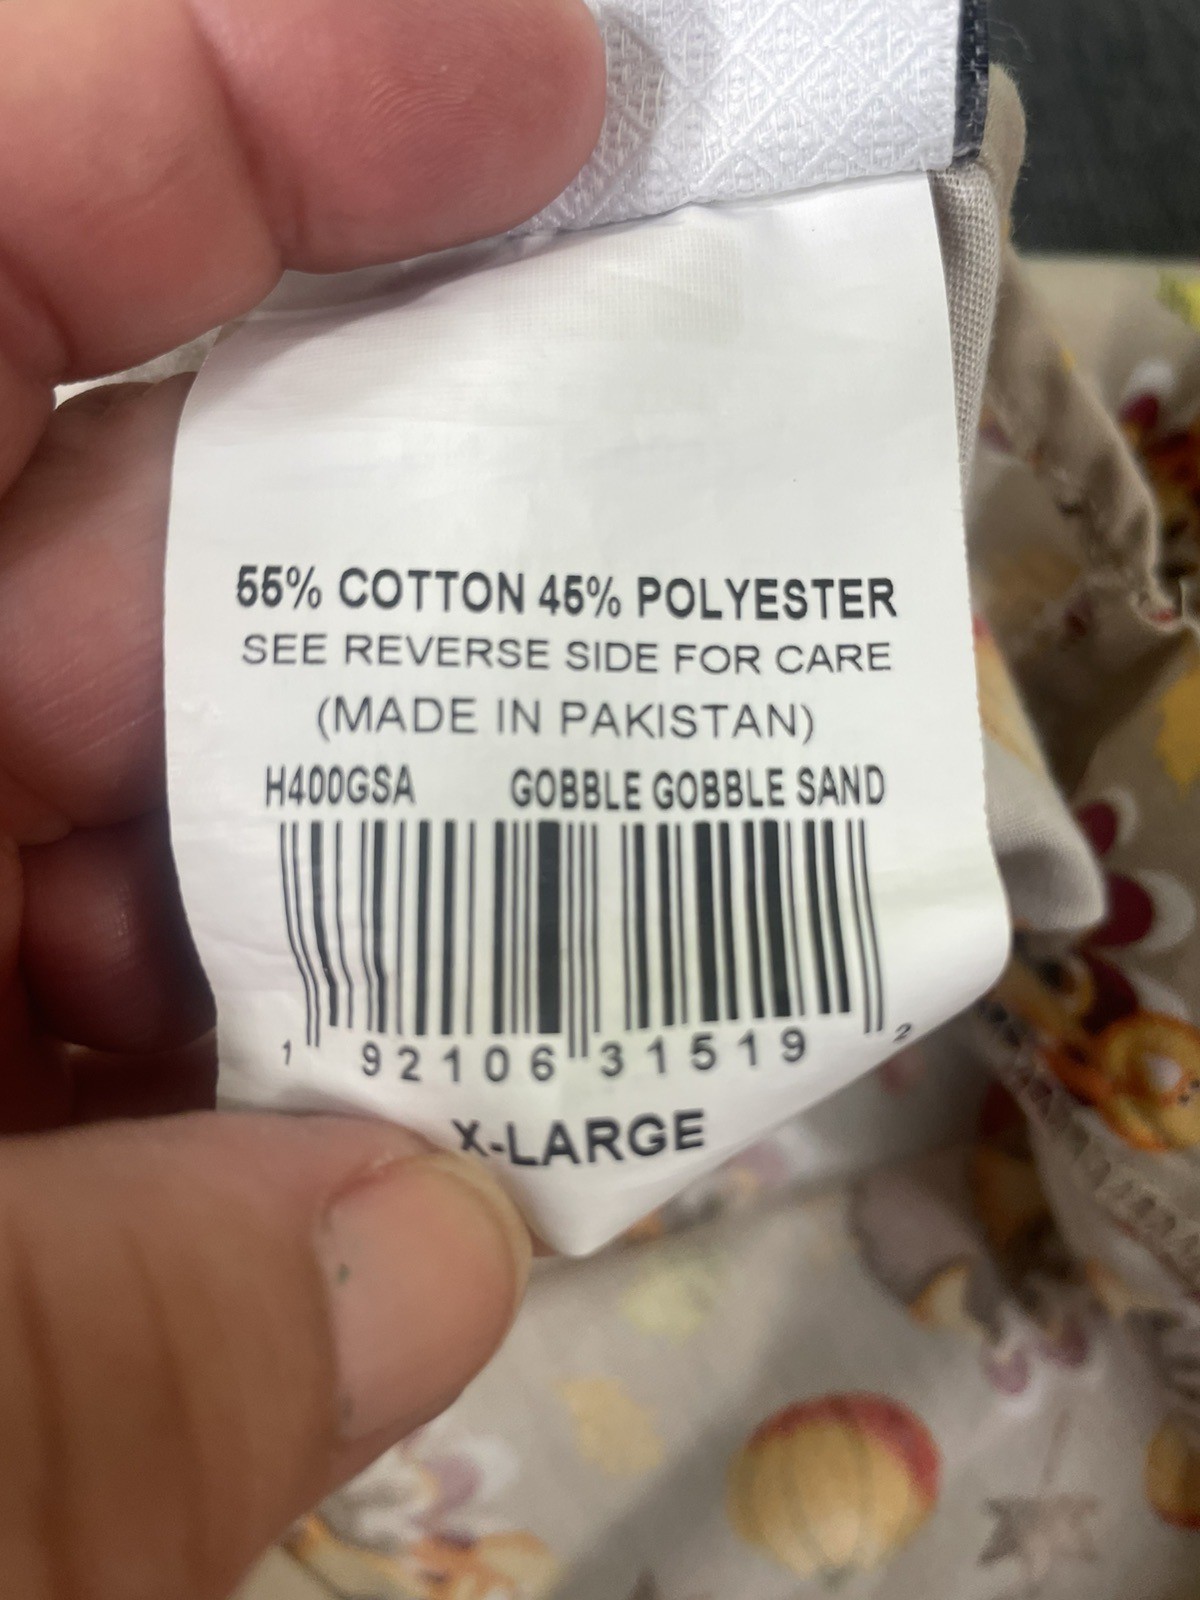 55% COTTON 45% POLYESTER
SEE REVERSE SIDE FOR CARE
(MADE IN PAKISTAN)
H400GSA GOBBLE GOBBLE SAND
1 92106 31519 2
X-LARGE